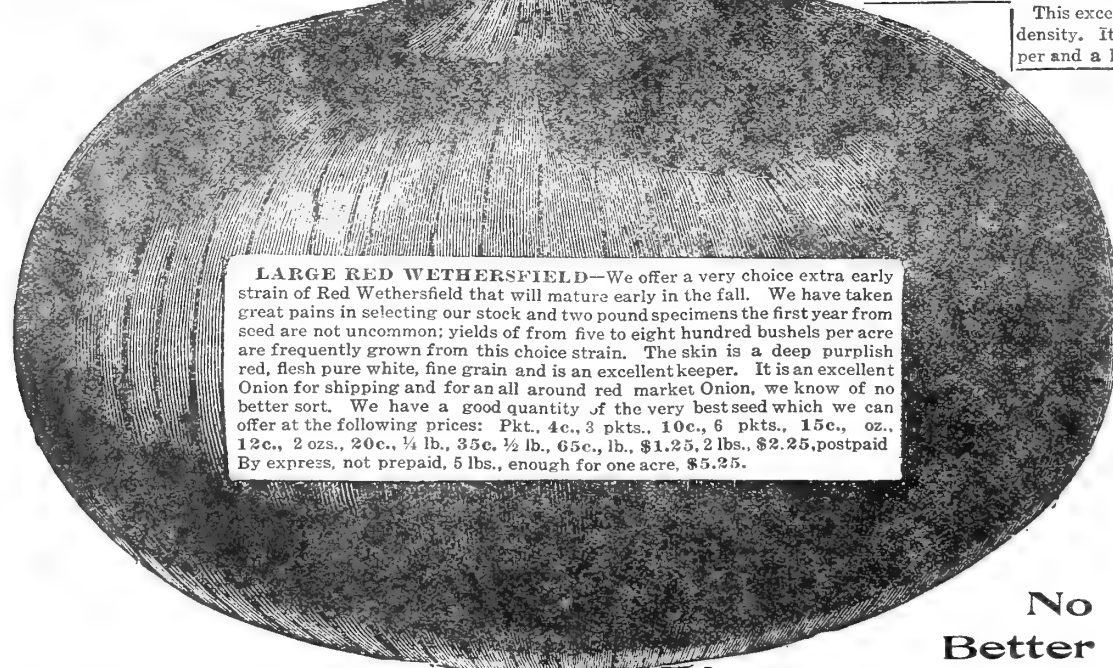 This exce
density. It
per and a
LARGE RED WETHERSFIELD—We offer a very choice extra early
strain of Red Wethersfield that will mature early in the fall. We have taken
great pains in selecting our stock and two pound specimens the first year from
seed are not uncommon; yields of from five to eight hundred bushels per acre
are frequently grown from this choice strain. The skin is a deep purplish
red, flesh pure white, fine grain and is an excellent keeper. It is an excellent
Onion for shipping and for an all around red market Onion, we know of no
better sort. We have a good quantity of the very best seed which we can
offer at the following prices: Pkt., 4c., 3 pkts., 10c., 6 pkts., 15c., oz.,
12c., 2 ozs., 20c., ¼ lb., 35c. ½ lb., 65c., lb., $1.25, 2 lbs., $2.25, postpaid
By express, not prepaid, 5 lbs., enough for one acre, $5.25.
No
Better